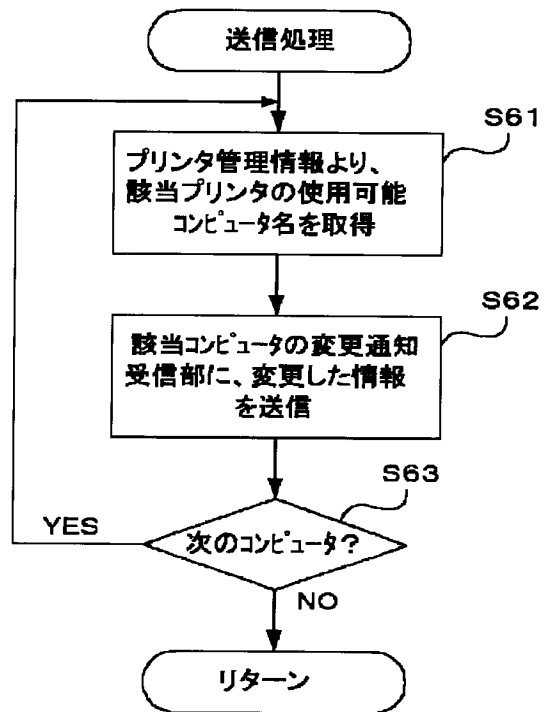 送信処理
S61
プリンタ管理情報より、
該当プリンタの使用可能
コンピュータ名を取得
S62
該当コンピュータの変更通知
受信部に、変更した情報
を送信
S63
YES
次のコンピュータ？
NO
リターン